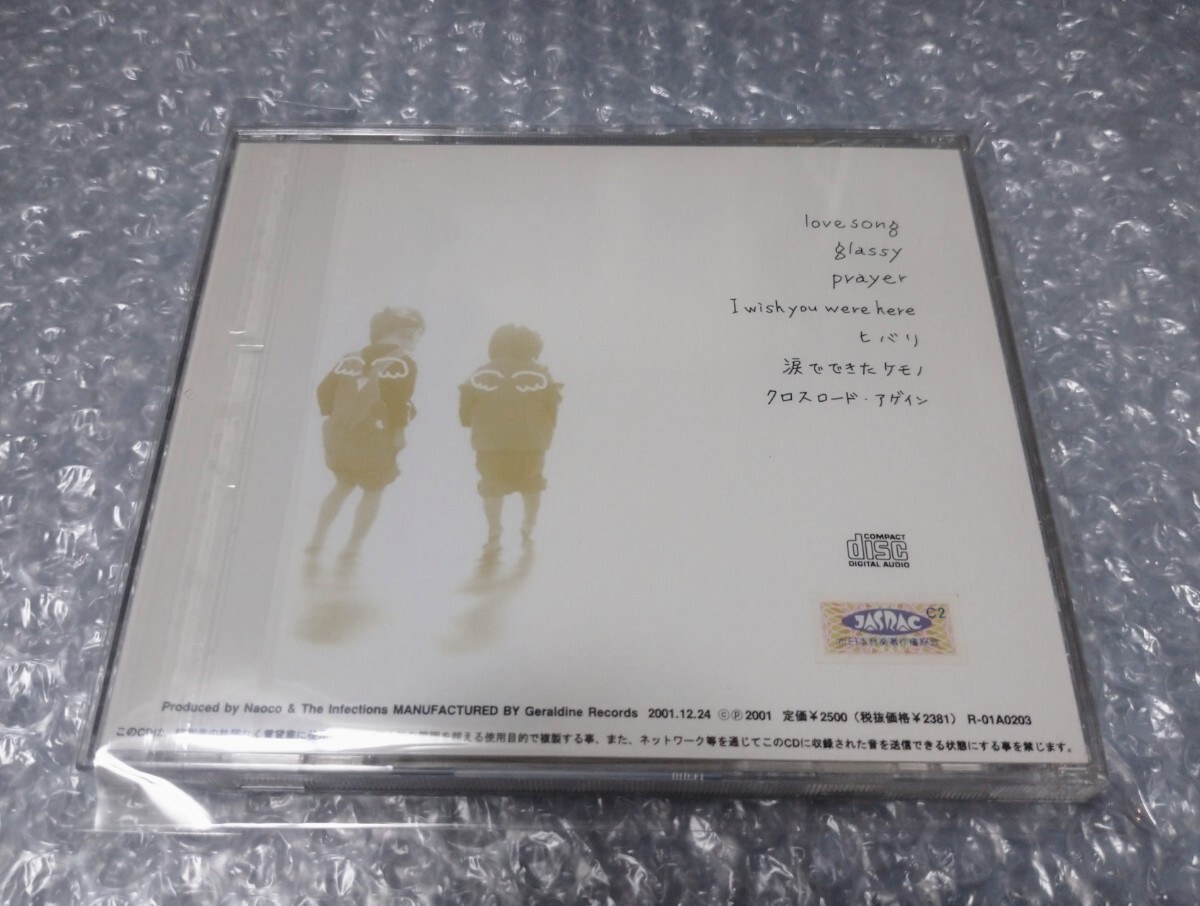 love song
glassy
prayer
I wish you were here
ヒバリ
涙でできたケモノ
クロスロード・アゲイン
COMPACT
disc
DIGITAL AUDIO
C2
JASRAC
Produced by Naoco & The Infections MANUFACTURED BY Geraldine Records 2001.12.24 ⓒⓟ2001 定価¥2500（税抜価格¥2381） R-01A0203
このCDは、 使用目的で複製する事、また、ネットワーク等を通じてこのCDに収録された音を送信できる状態にする事を禁じます。